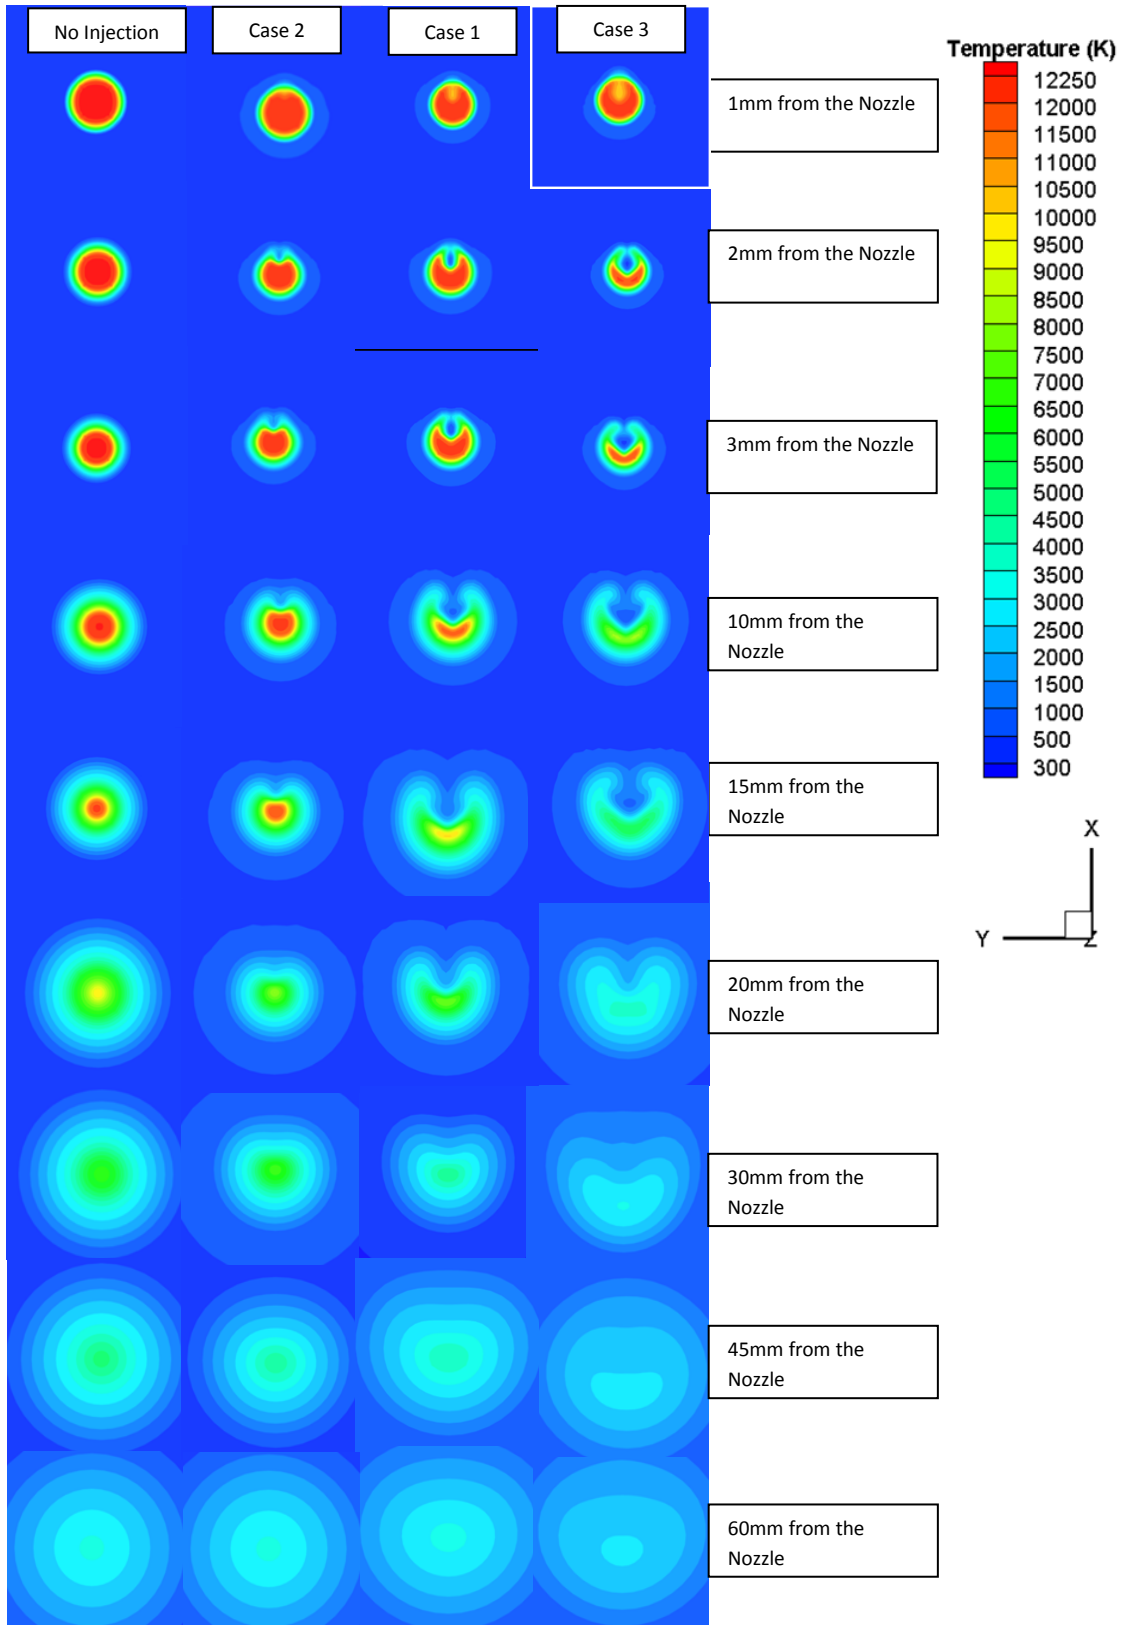 No Injection
Case 2
Case 1
Case 3
Temperature (K)
12250
12000
11500
11000
10500
10000
9500
9000
8500
8000
7500
7000
6500
6000
5500
5000
4500
4000
3500
3000
2500
2000
1500
1000
500
300
1mm from the Nozzle
2mm from the Nozzle
3mm from the Nozzle
10mm from the
Nozzle
15mm from the
Nozzle
X
Y
Z
20mm from the
Nozzle
30mm from the
Nozzle
45mm from the
Nozzle
60mm from the
Nozzle